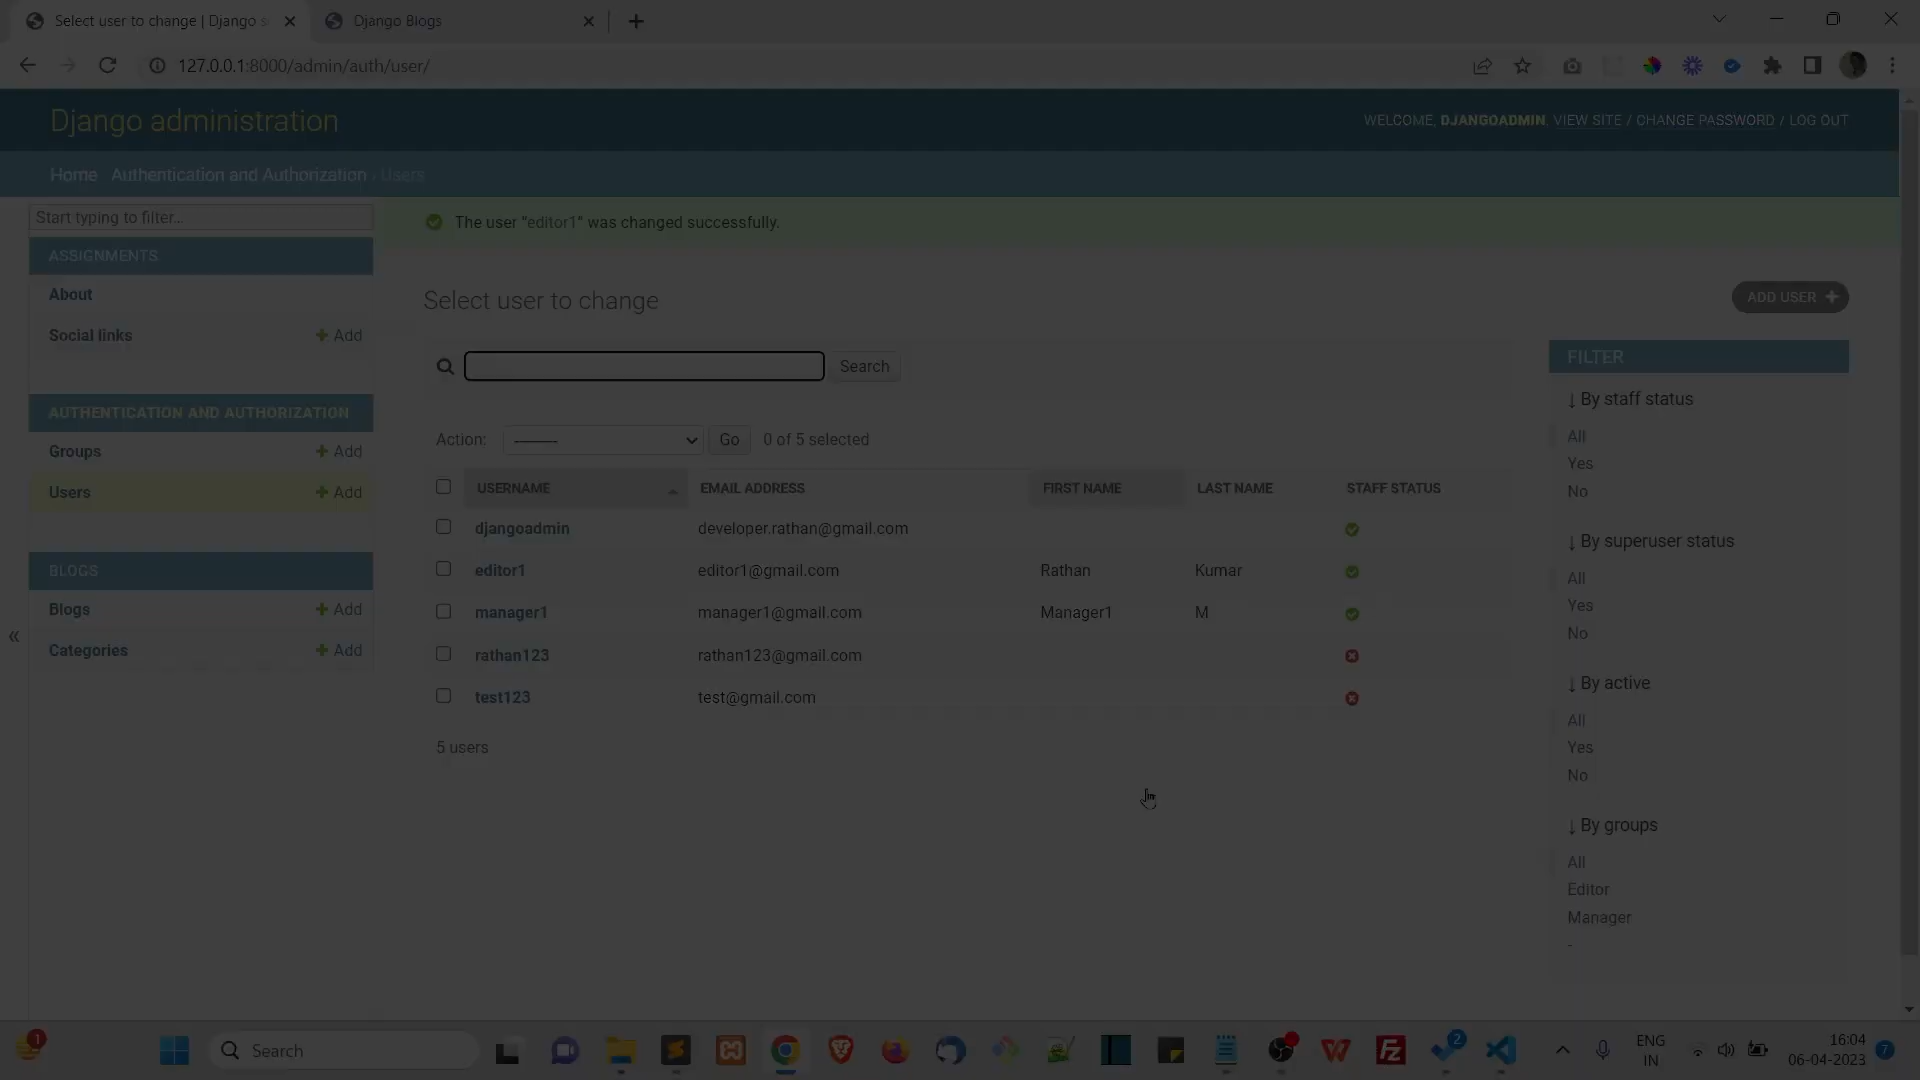 Select user to change | Django s
Django Blogs
127.0.0.1:8000/admin/auth/user/
Django administration
WELCOME, DJANGOADMIN. VIEW SITE / CHANGE PASSWORD / LOG OUT
Home › Authentication and Authorization › Users
Start typing to filter...
The user “editor1” was changed successfully.
ASSIGNMENTS
About
Social links + Add
AUTHENTICATION AND AUTHORIZATION
Groups + Add
Users + Add
BLOGS
Blogs + Add
Categories + Add
«
Select user to change
ADD USER +
Search
Action: --------- Go 0 of 5 selected
USERNAME EMAIL ADDRESS FIRST NAME LAST NAME STAFF STATUS
djangoadmin developer.rathan@gmail.com
editor1 editor1@gmail.com Rathan Kumar
manager1 manager1@gmail.com Manager1 M
rathan123 rathan123@gmail.com
test123 test@gmail.com
5 users
FILTER
↓ By staff status
All
Yes
No
↓ By superuser status
All
Yes
No
↓ By active
All
Yes
No
↓ By groups
All
Editor
Manager
-
1
Search
2
ENG
IN
16:04
06-04-2023
7